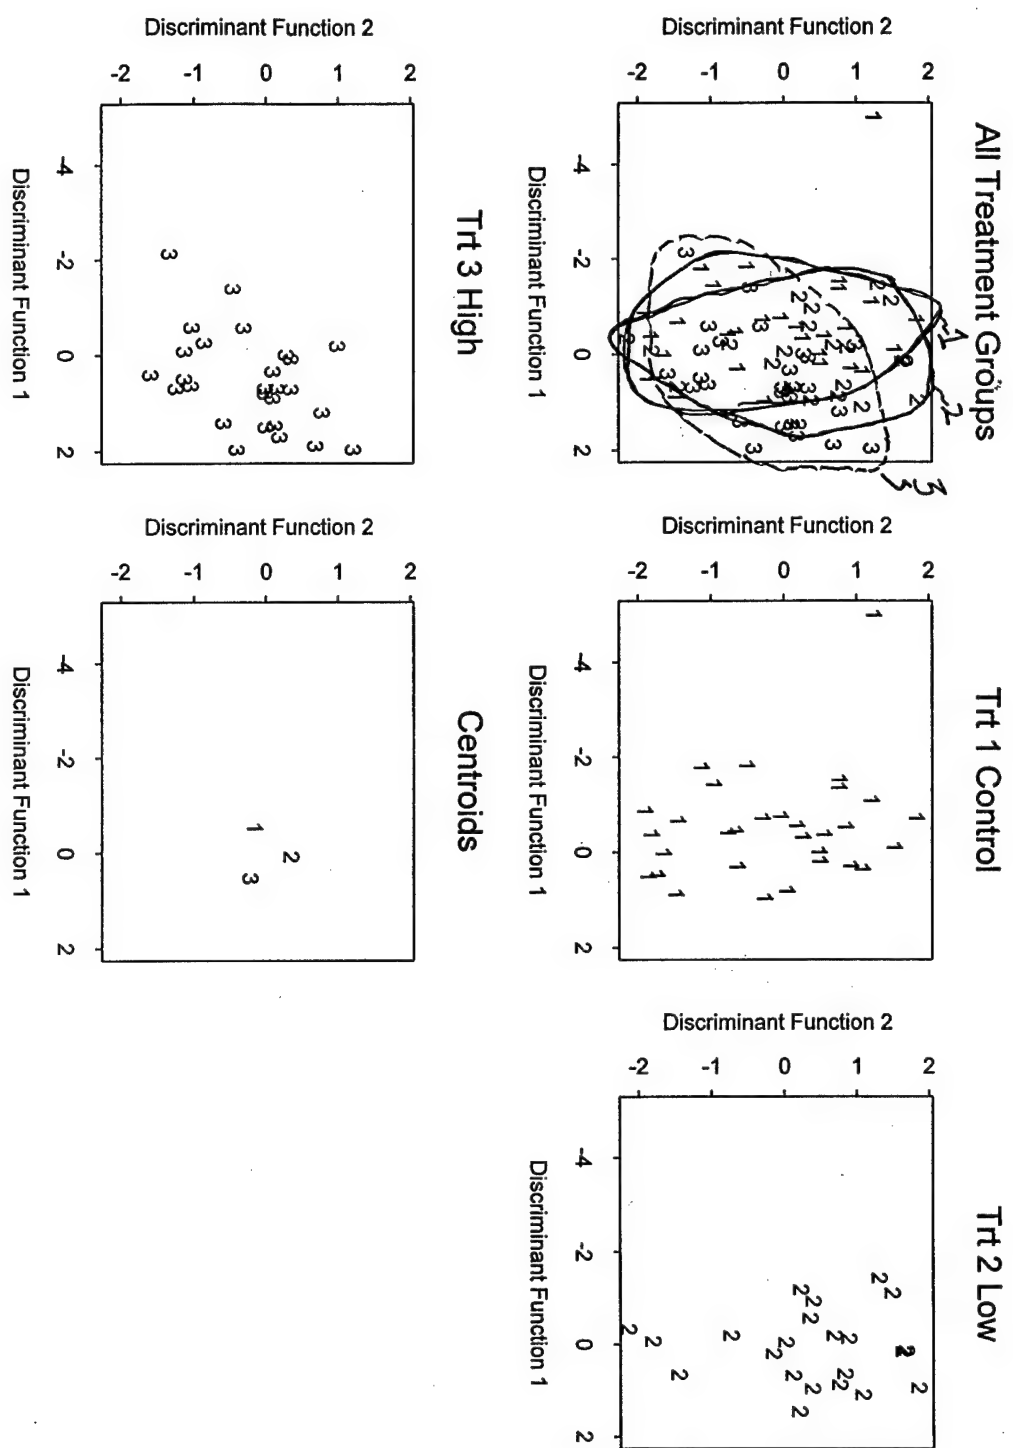 All Treatment Groups
Discriminant Function 2
2
1
0
-1
-2
1
2
3
-4 -2 0 2
Discriminant Function 1
Trt 1 Control
Discriminant Function 2
2
1
0
-1
-2
-4 -2 0 2
Discriminant Function 1
Trt 2 Low
Discriminant Function 2
2
1
0
-1
-2
-4 -2 0 2
Discriminant Function 1
Trt 3 High
Discriminant Function 2
2
1
0
-1
-2
-4 -2 0 2
Discriminant Function 1
Centroids
Discriminant Function 2
2
1
0
-1
-2
2
1
3
-4 -2 0 2
Discriminant Function 1